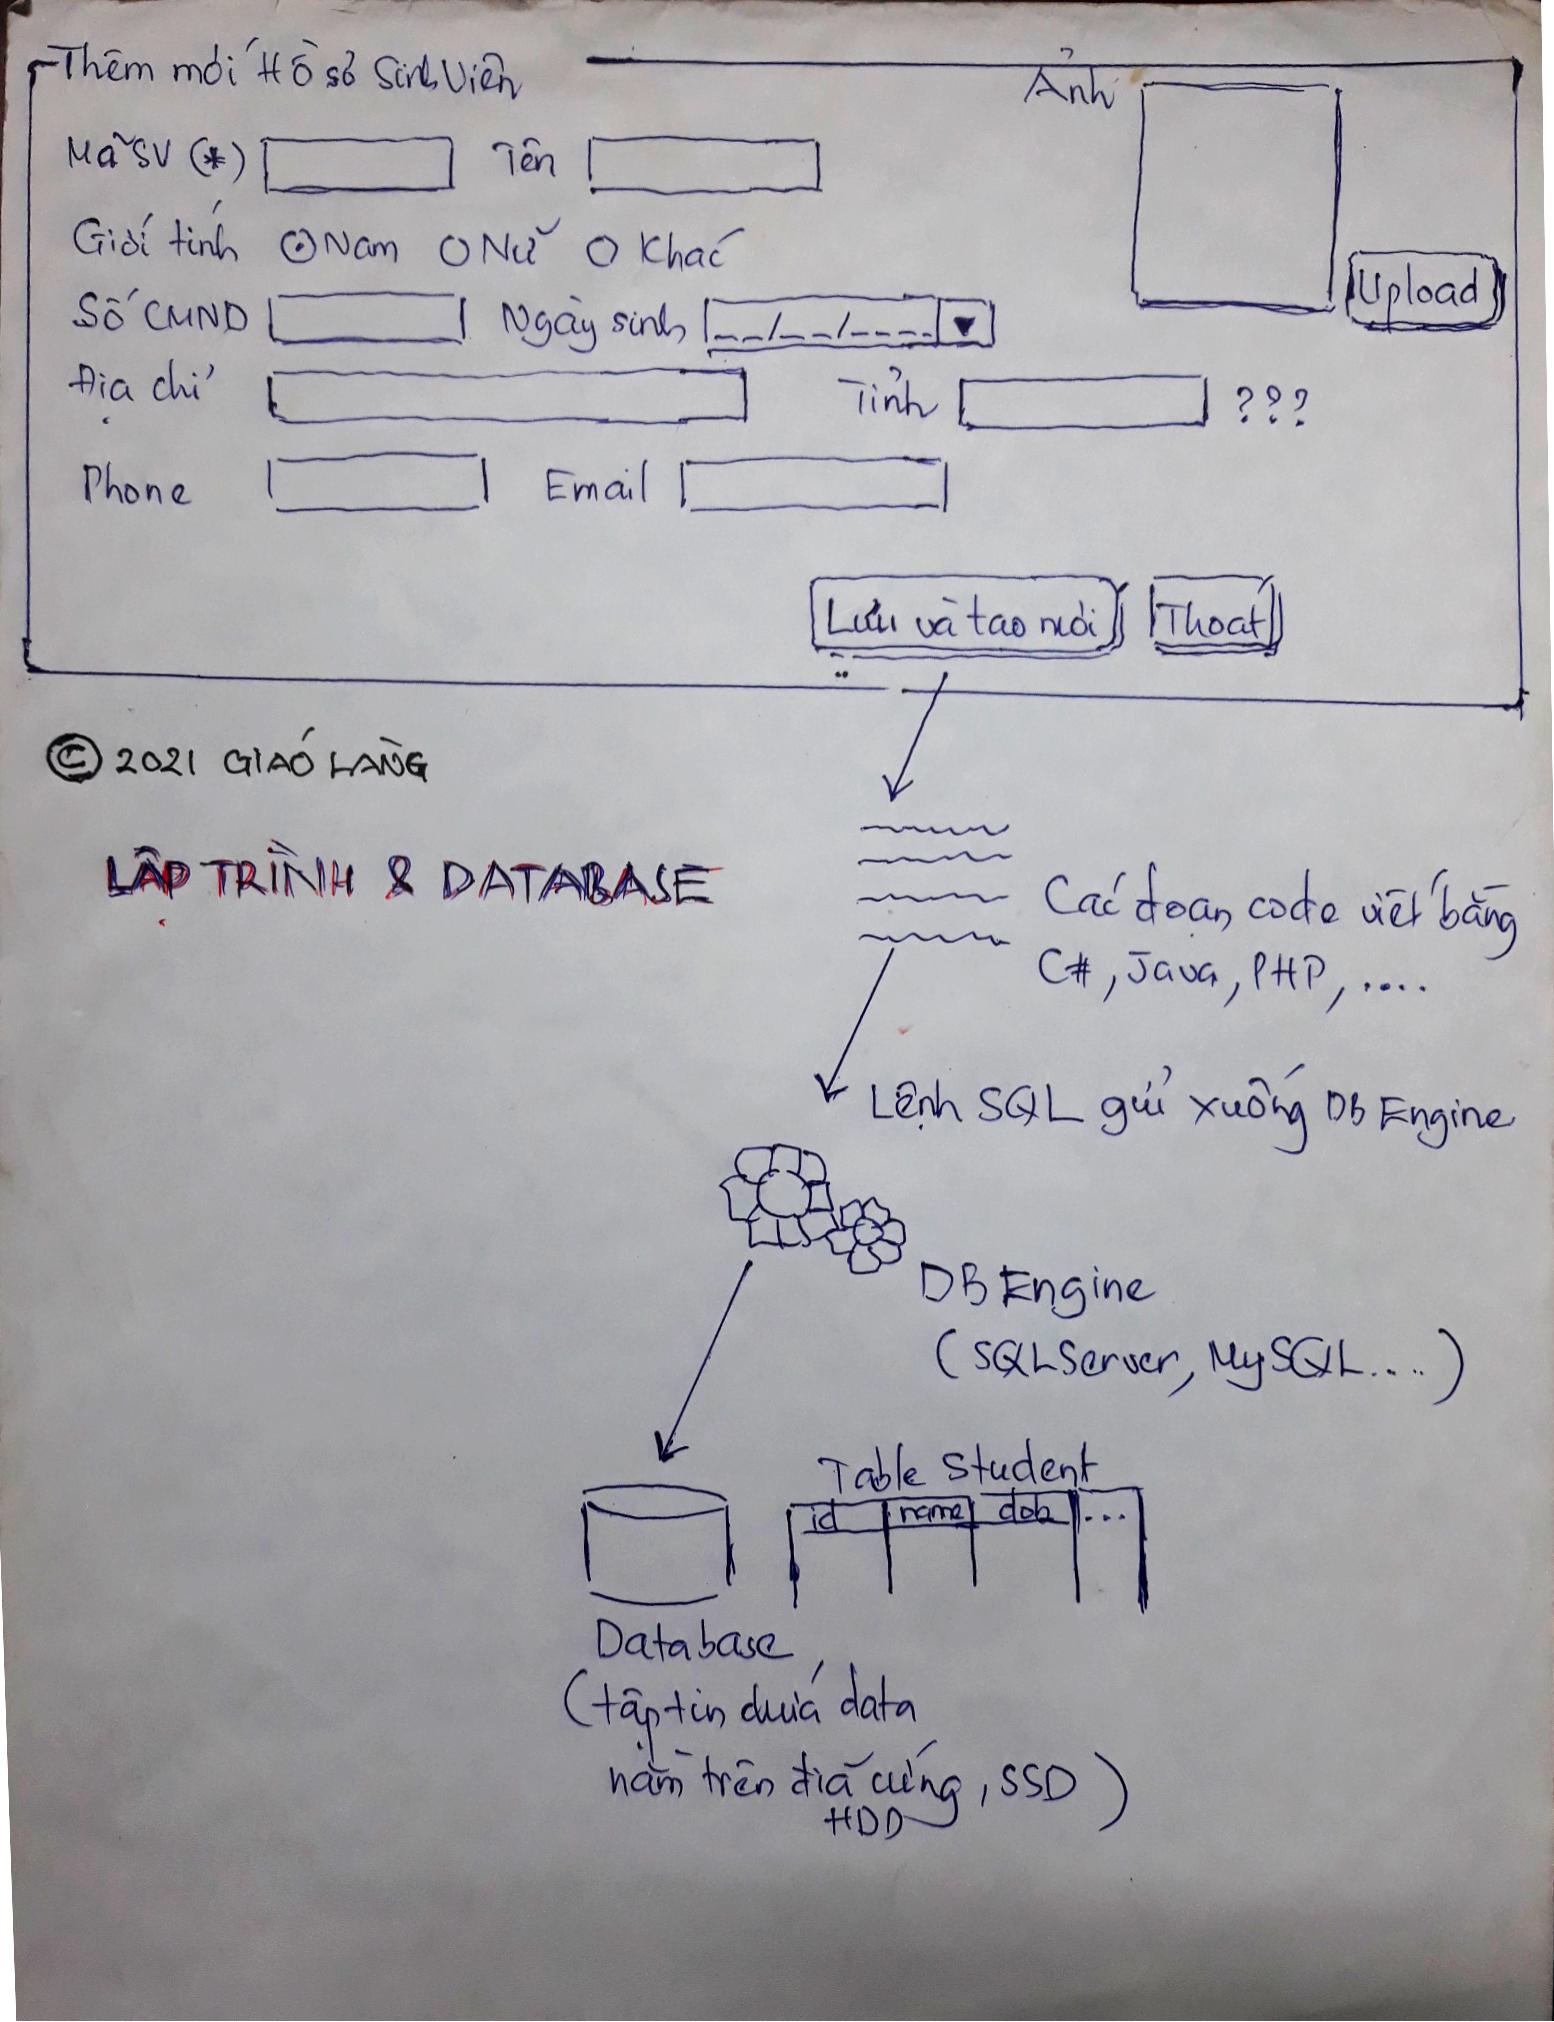 Thêm mới Hồ sơ Sinh Viên
Ảnh
Mã SV (*) Tên
Giới tính Nam Nữ Khác
Upload
Số CMND Ngày sinh __/__/____
Địa chỉ Tỉnh ???
Phone Email
Lưu và tạo mới Thoát
© 2021 GIÁO LÀNG
LẬP TRÌNH & DATABASE
Các đoạn code viết bằng
C#, Java, PHP, ....
Lệnh SQL gửi xuống DB Engine
DB Engine
(SQL Server, MySQL....)
Table Student
id name dob ...
Database
(tập tin chứa data
nằm trên đĩa cứng, SSD)
HDD